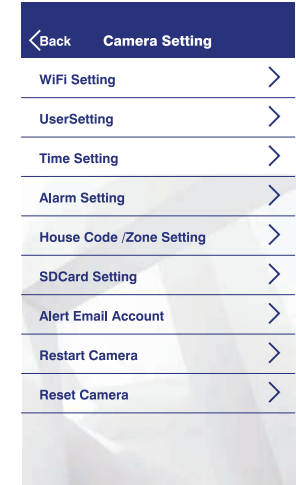 Back Camera Setting
WiFi Setting
UserSetting
Time Setting
Alarm Setting
House Code /Zone Setting
SDCard Setting
Alert Email Account
Restart Camera
Reset Camera